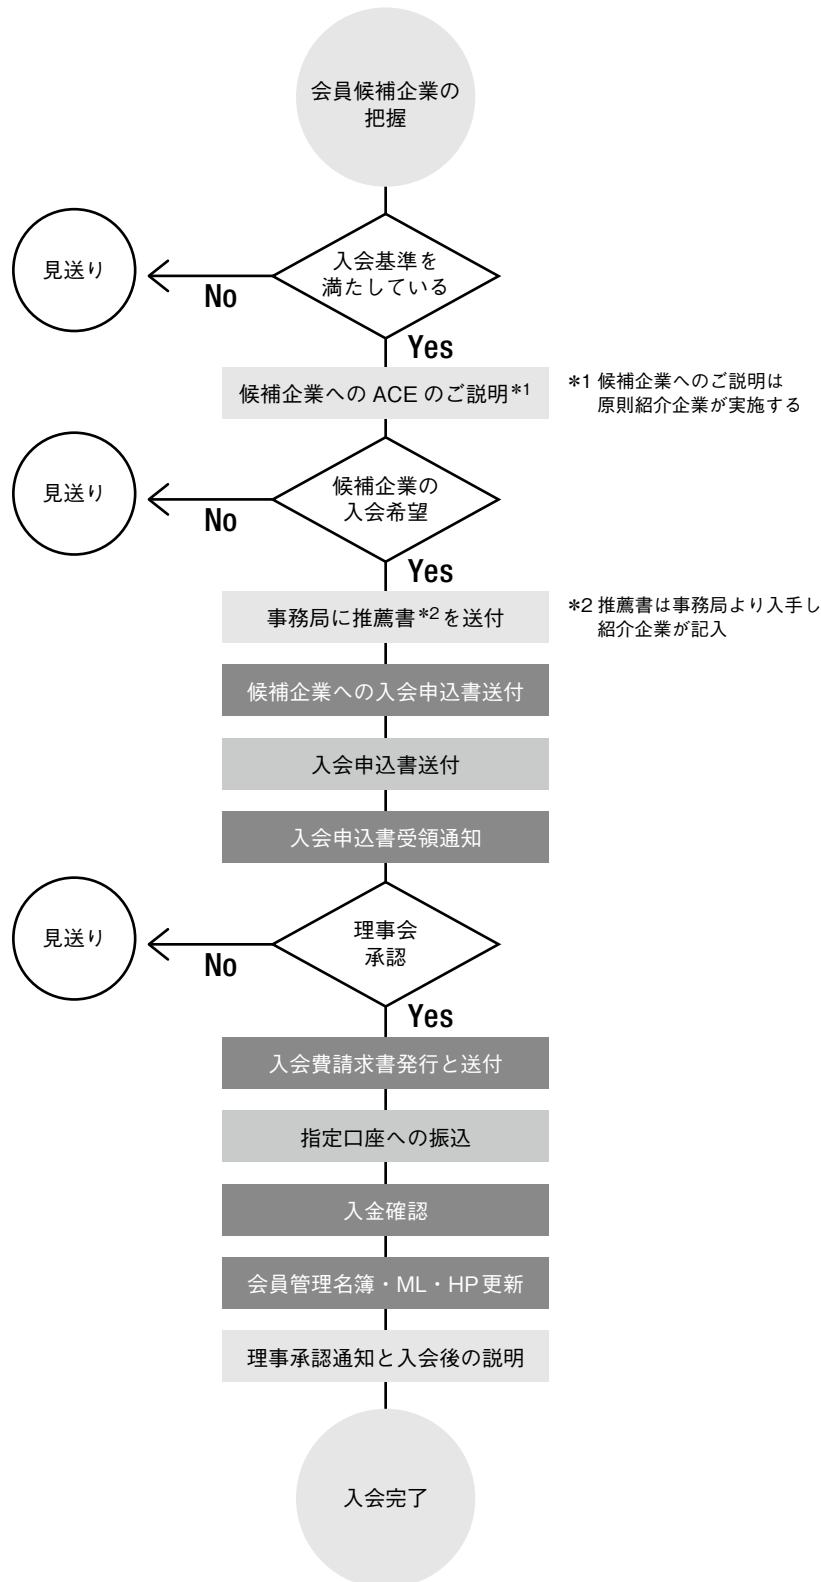 会員候補企業の
把握
入会基準を
満たしている
見送り
No
Yes
候補企業への ACE のご説明*1
*1 候補企業へのご説明は
原則紹介企業が実施する
候補企業の
入会希望
見送り
No
Yes
事務局に推薦書*2を送付
*2 推薦書は事務局より入手し
紹介企業が記入
候補企業への入会申込書送付
入会申込書送付
入会申込書受領通知
理事会
承認
見送り
No
Yes
入会費請求書発行と送付
指定口座への振込
入金確認
会員管理名簿・ML・HP更新
理事承認通知と入会後の説明
入会完了